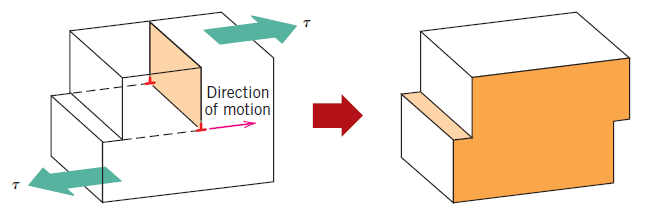 τ
Direction
of motion
τ